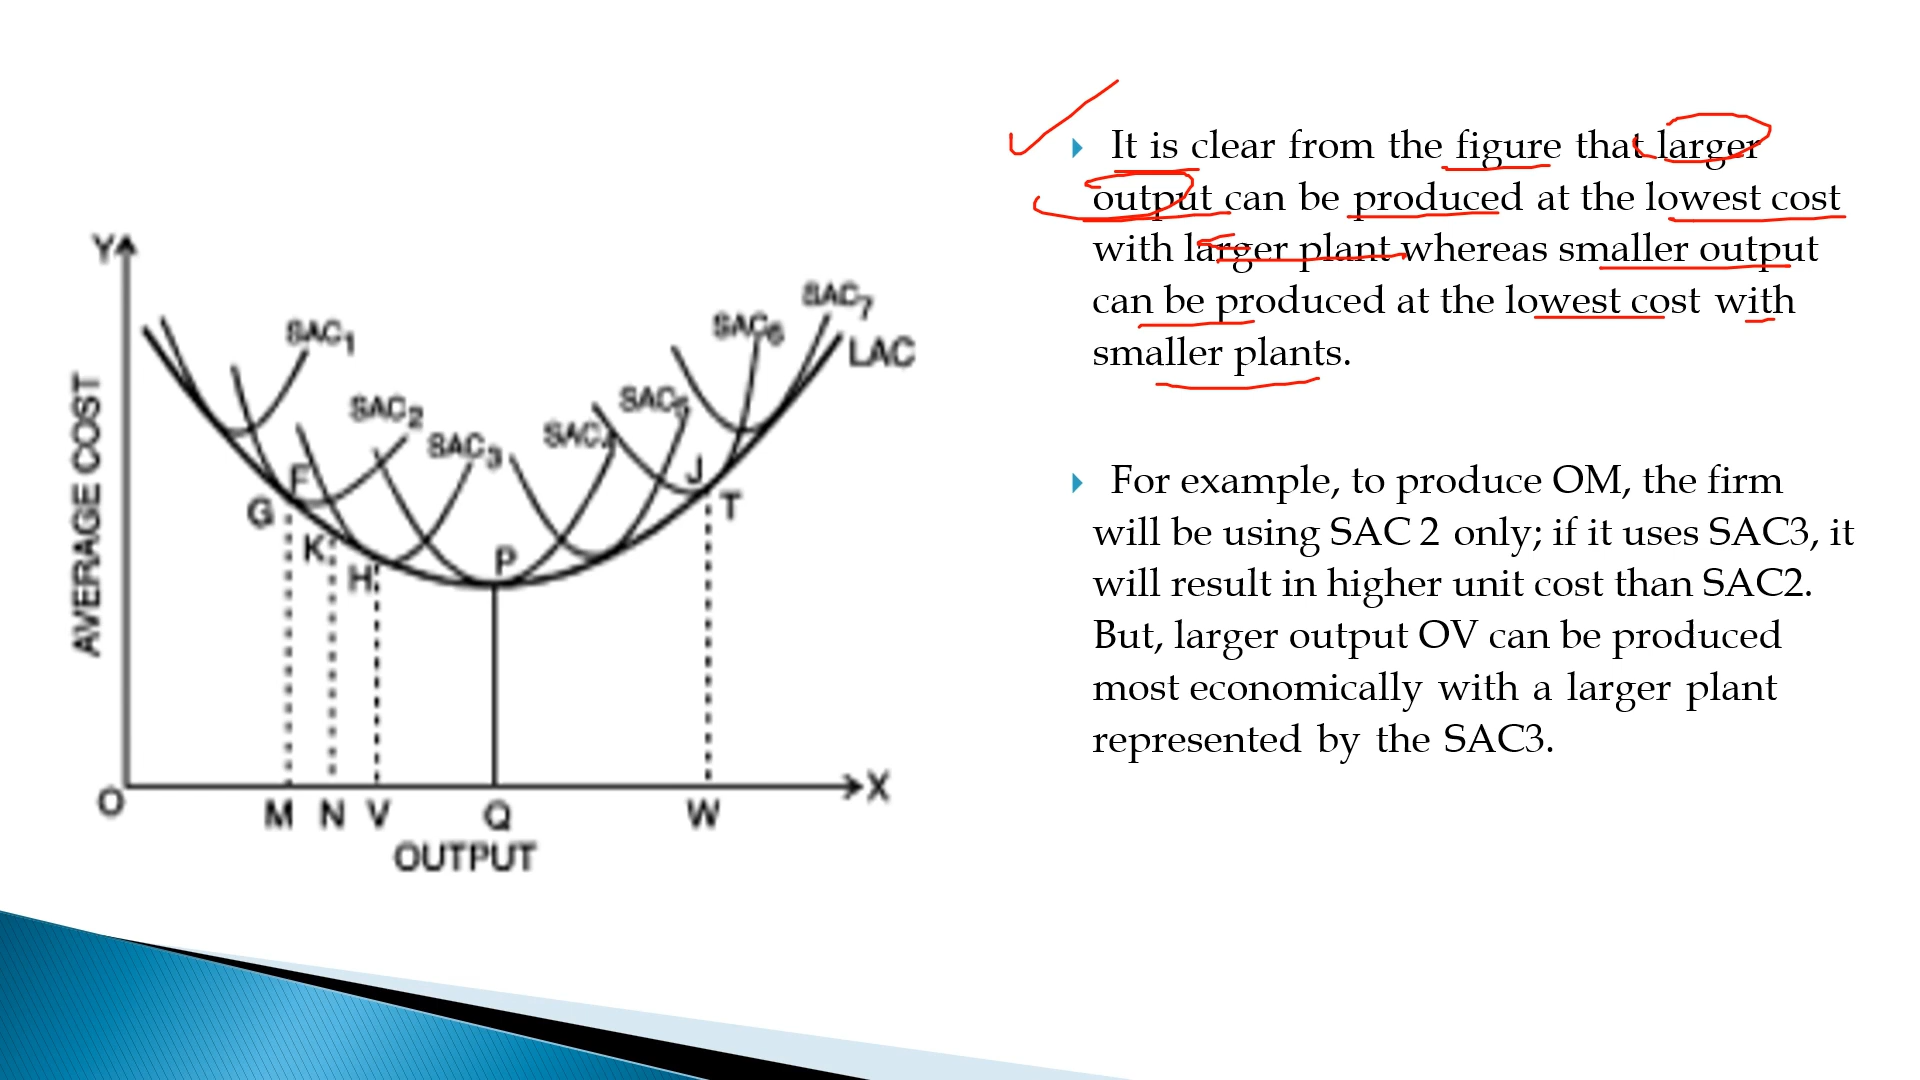 It is clear from the figure that larger
output can be produced at the lowest cost
with larger plant whereas smaller output
can be produced at the lowest cost with
smaller plants.
For example, to produce OM, the firm
will be using SAC 2 only; if it uses SAC3, it
will result in higher unit cost than SAC2.
But, larger output OV can be produced
most economically with a larger plant
represented by the SAC3.
Y
AVERAGE COST
SAC1
SAC2
SAC3
SAC4
SAC5
SAC6
SAC7
LAC
F
G
K
H
P
J
T
O
M N V Q W
X
OUTPUT